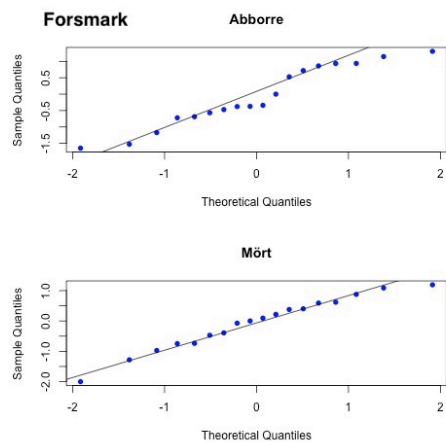 Forsmark
Abborre
Sample Quantiles
0.5
-0.5
-1.5
-2
-1
0
1
2
Theoretical Quantiles
Mört
Sample Quantiles
1.0
0.0
-1.0
-2.0
-2
-1
0
1
2
Theoretical Quantiles